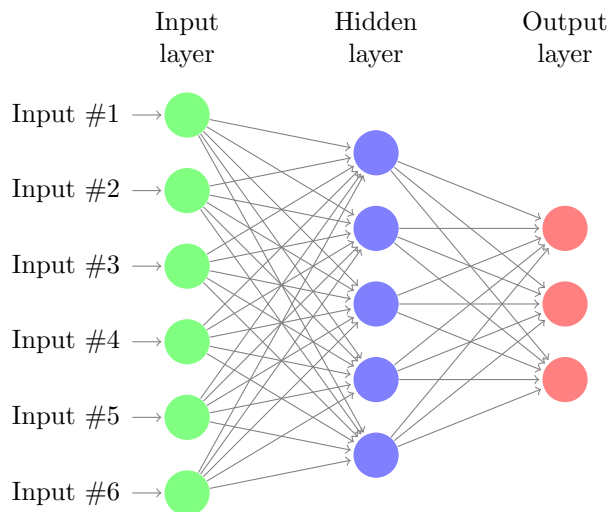 Input
layer
Hidden
layer
Output
layer
Input #1
Input #2
Input #3
Input #4
Input #5
Input #6